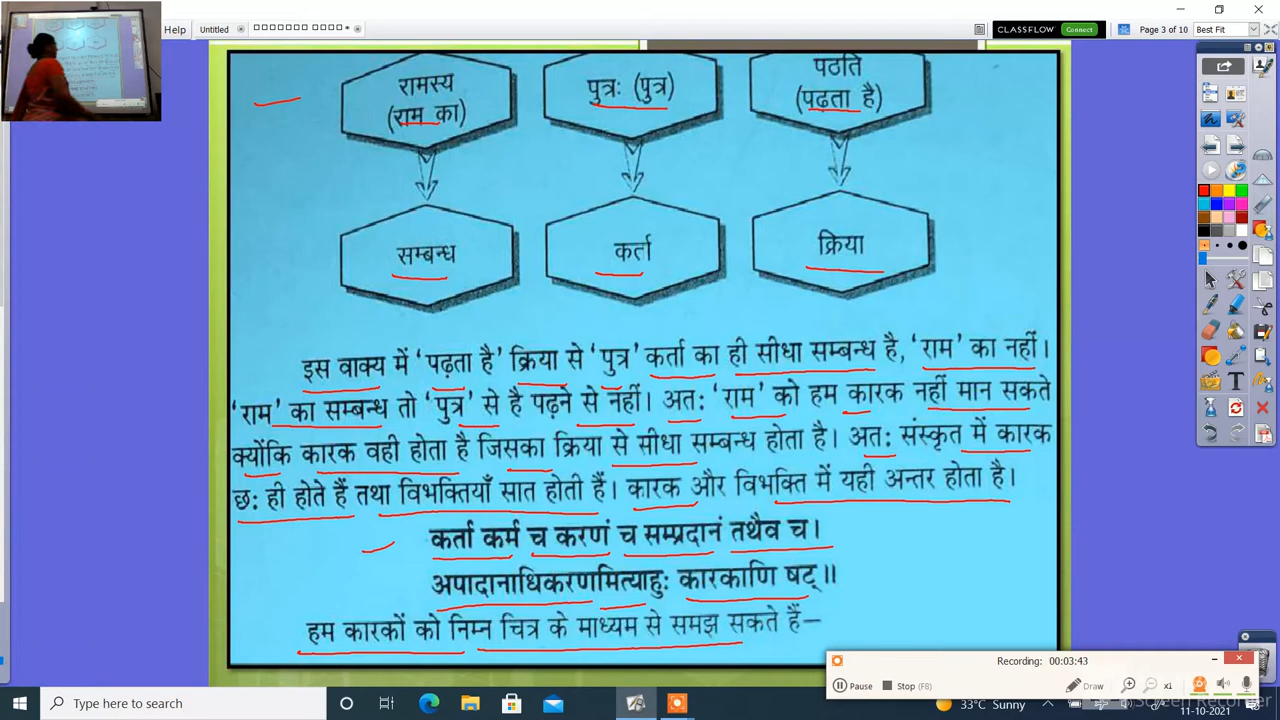 Help
Untitled
CLASSFLOW Connect
Page 3 of 10
Best Fit
रामस्य
(राम का)
पुत्रः (पुत्र)
पठति
(पढ़ता है)
सम्बन्ध
कर्ता
क्रिया
इस वाक्य में 'पढ़ता है' क्रिया से 'पुत्र' कर्ता का ही सीधा सम्बन्ध है, 'राम' का नहीं।
'राम' का सम्बन्ध तो 'पुत्र' से है पढ़ने से नहीं। अतः 'राम' को हम कारक नहीं मान सकते
क्योंकि कारक वही होता है जिसका क्रिया से सीधा सम्बन्ध होता है। अतः संस्कृत में कारक
छः ही होते हैं तथा विभक्तियाँ सात होती हैं। कारक और विभक्ति में यही अन्तर होता है।
कर्ता कर्म च करणं च सम्प्रदानं तथैव च।
अपादानाधिकरणमित्याहुः कारकाणि षट्॥
हम कारकों को निम्न चित्र के माध्यम से समझ सकते हैं–
Recording: 00:03:43
Pause
Stop (F8)
x1
Draw
Screen Recorder
Type here to search
33°C Sunny
11-10-2021